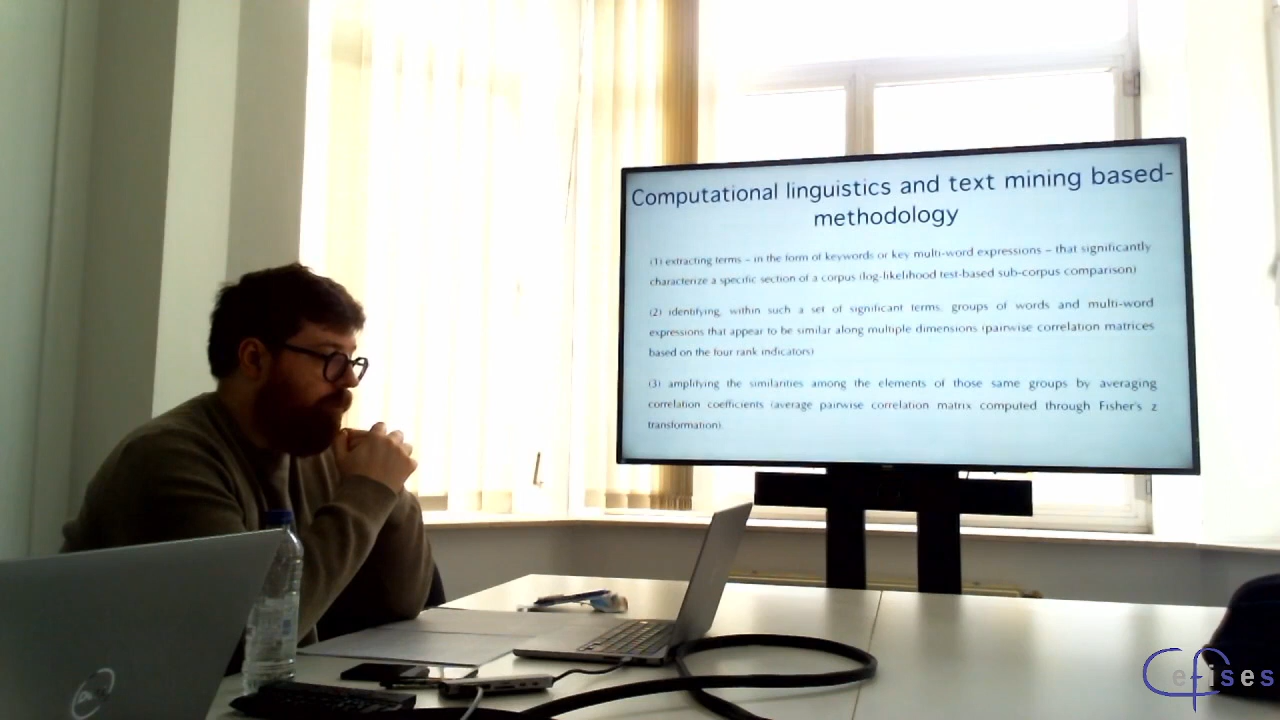 Computational linguistics and text mining based-
methodology
(1) extracting terms – in the form of keywords or key multi-word expressions – that significantly
characterize a specific section of a corpus (log-likelihood test-based sub-corpus comparison)
(2) identifying, within such a set of significant terms, groups of words and multi-word
expressions that appear to be similar along multiple dimensions (pairwise correlation matrices
based on the four rank indicators)
(3) amplifying the similarities among the elements of those same groups by averaging
correlation coefficients (average pairwise correlation matrix computed through Fisher's z
transformation).
DELL
Cefises